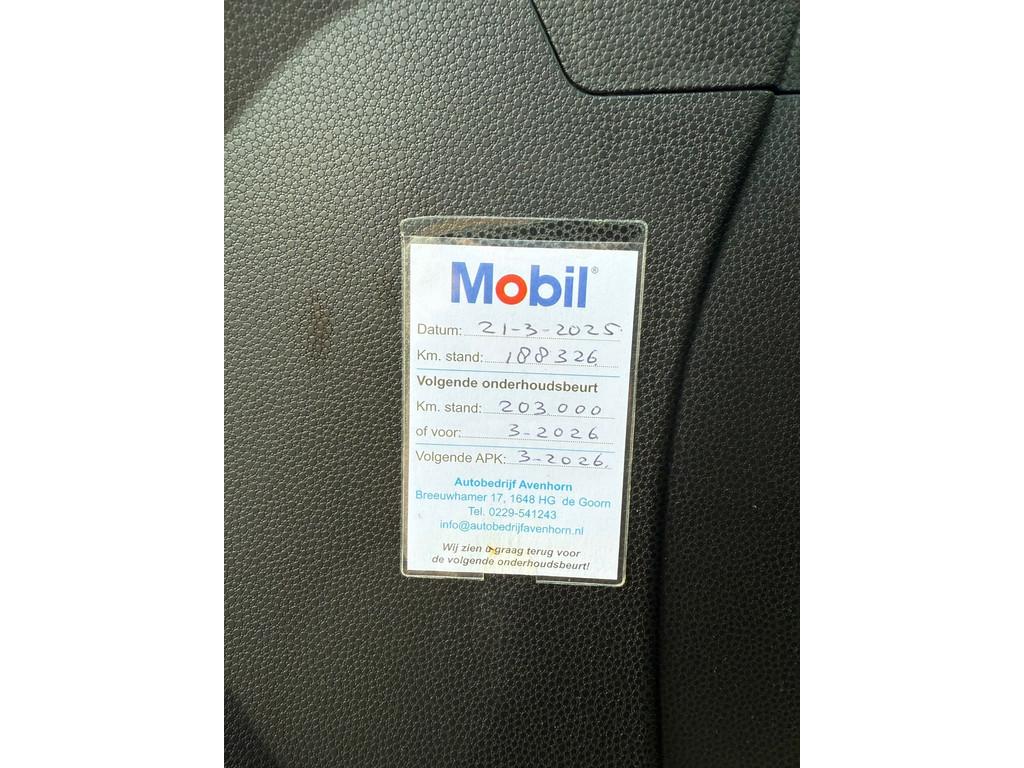 Mobil®
Datum: 21-3-2025
Km. stand: 188326
Volgende onderhoudsbeurt
Km. stand: 203.000
of voor: 3-2026
Volgende APK: 3-2026
Autobedrijf Avenhorn
Breeuwhamer 17, 1648 HG de Goorn
Tel. 0229-541243
info@autobedrijfavenhorn.nl
Wij zien u graag terug voor
de volgende onderhoudsbeurt!